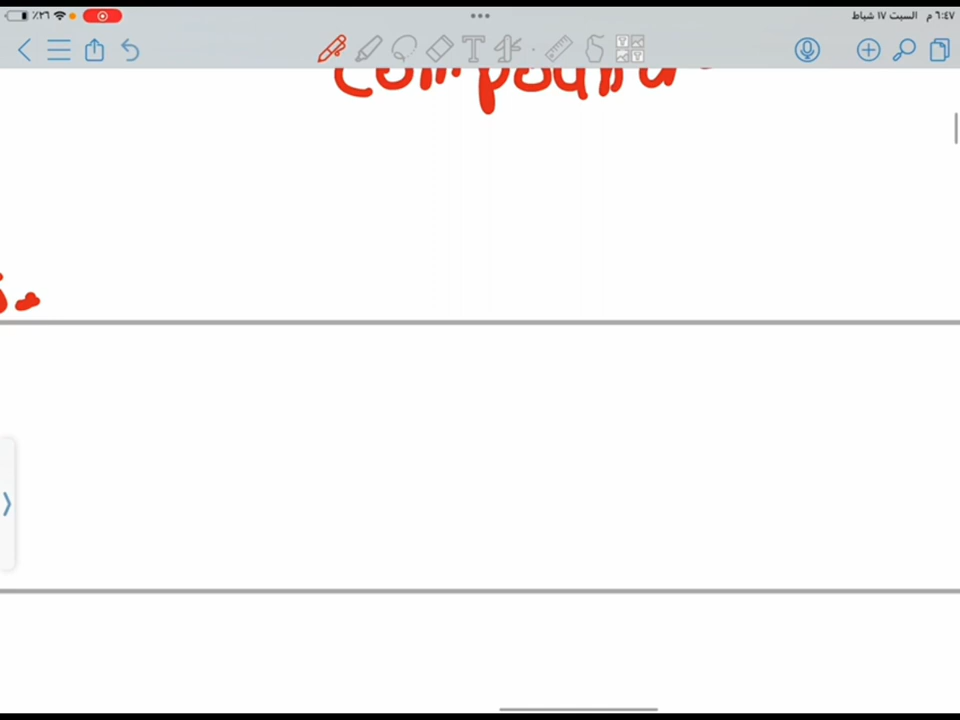 ٪٢٦ ٦:٤٧ م السبت ١٧ شباط
compound
s.